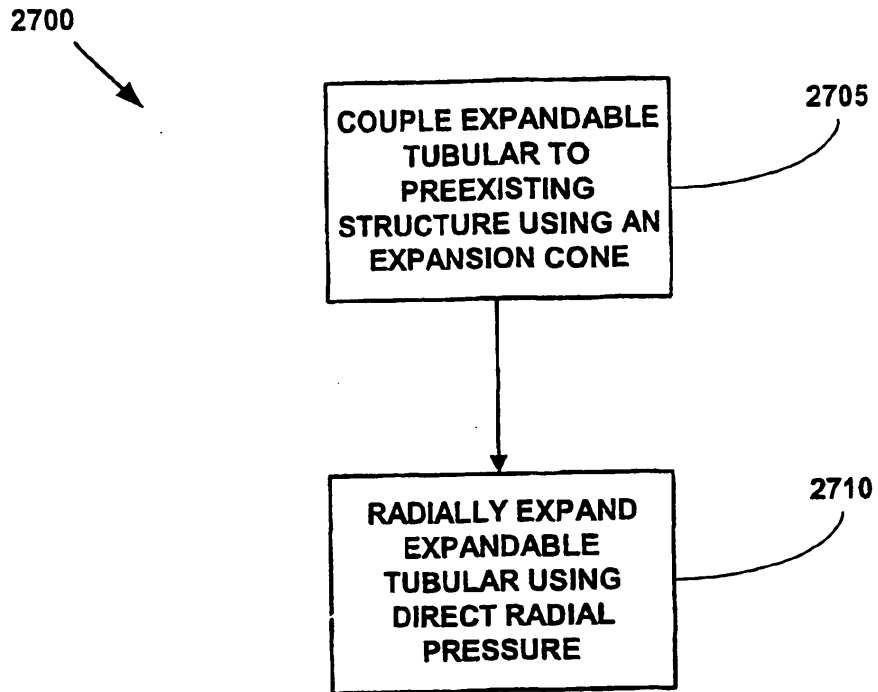 2700
COUPLE EXPANDABLE
TUBULAR TO
PREEXISTING
STRUCTURE USING AN
EXPANSION CONE
2705
RADIALLY EXPAND
EXPANDABLE
TUBULAR USING
DIRECT RADIAL
PRESSURE
2710